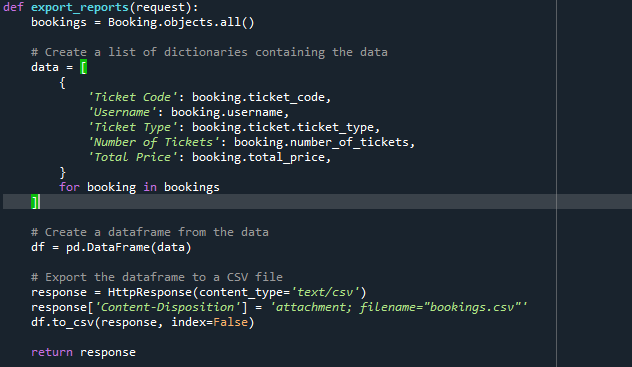 def export_reports(request):
    bookings = Booking.objects.all()

    # Create a list of dictionaries containing the data
    data = [
        {
            'Ticket Code': booking.ticket_code,
            'Username': booking.username,
            'Ticket Type': booking.ticket.ticket_type,
            'Number of Tickets': booking.number_of_tickets,
            'Total Price': booking.total_price,
        }
        for booking in bookings
    ]

    # Create a dataframe from the data
    df = pd.DataFrame(data)

    # Export the dataframe to a CSV file
    response = HttpResponse(content_type='text/csv')
    response['Content-Disposition'] = 'attachment; filename="bookings.csv"'
    df.to_csv(response, index=False)

    return response